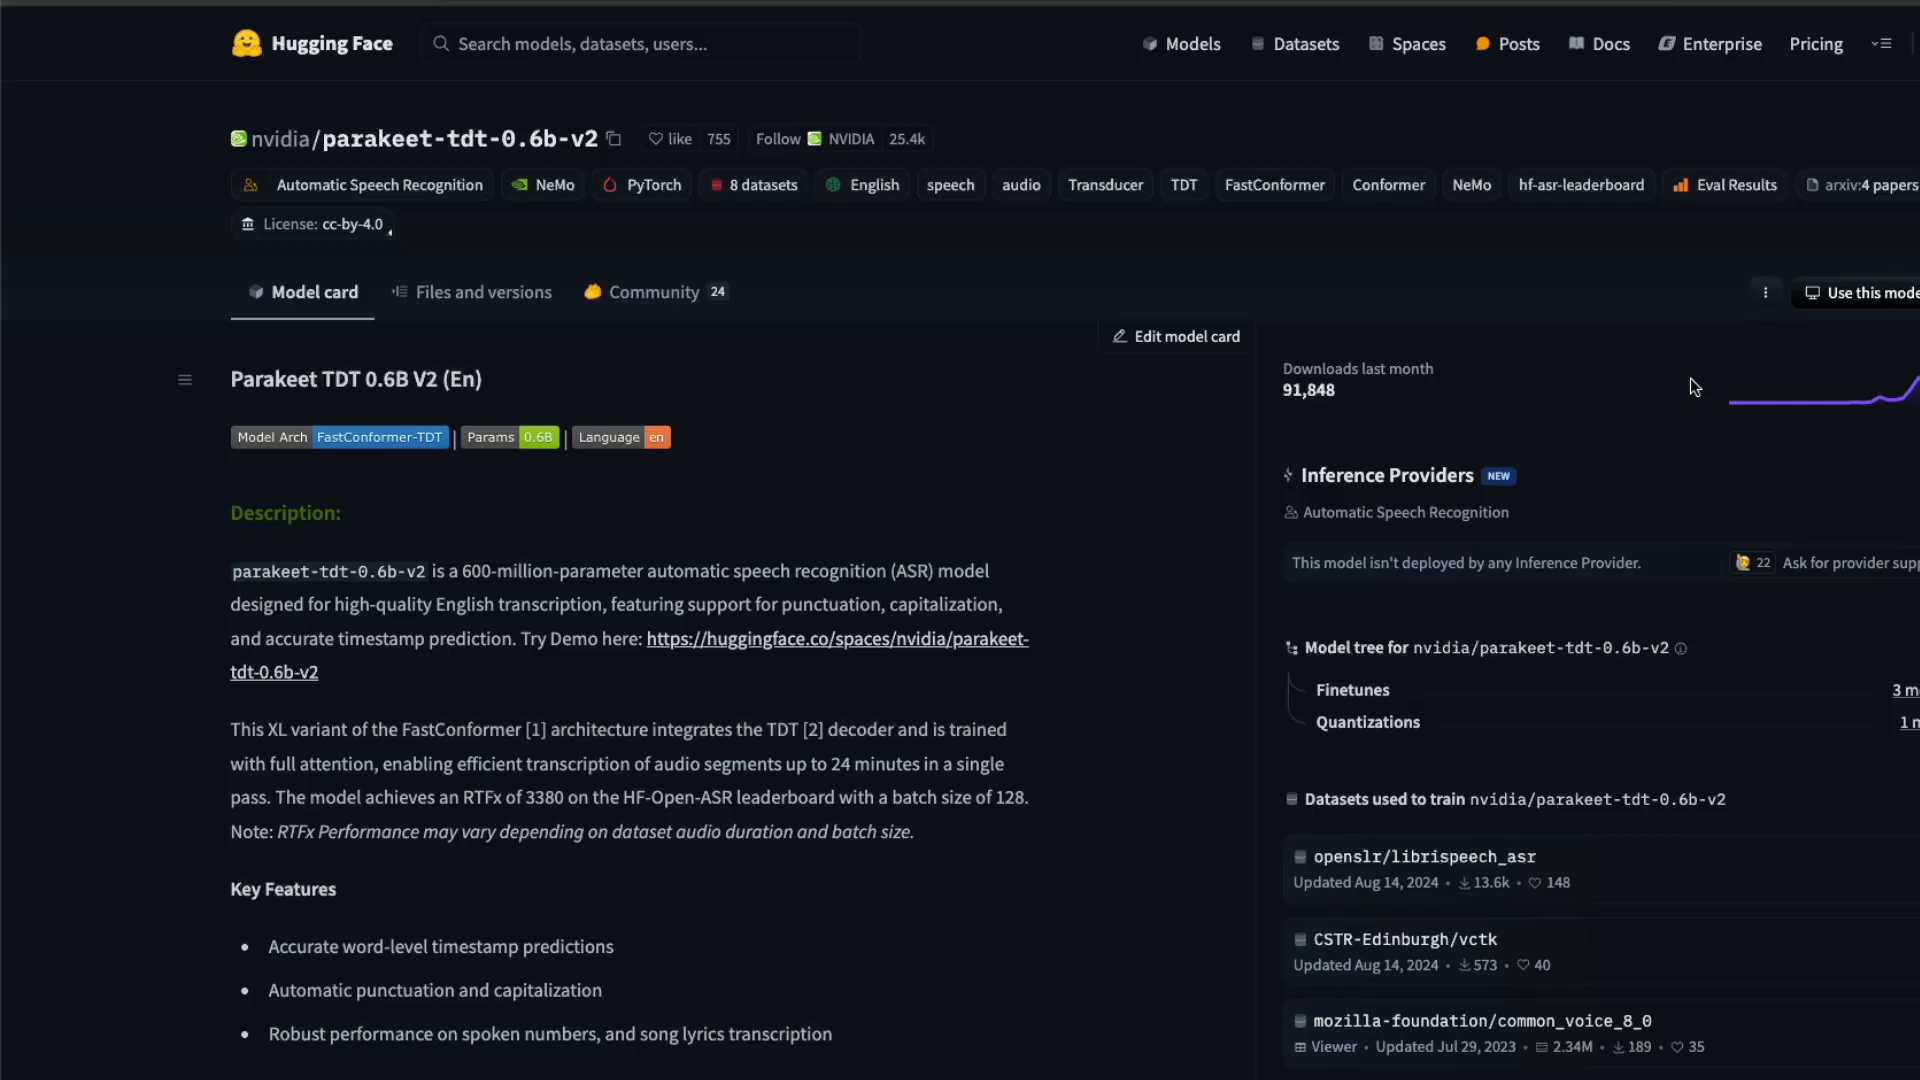 Hugging Face
Search models, datasets, users...
Models
Datasets
Spaces
Posts
Docs
Enterprise
Pricing
nvidia/parakeet-tdt-0.6b-v2
like 755
Follow NVIDIA 25.4k
Automatic Speech Recognition
NeMo
PyTorch
8 datasets
English
speech
audio
Transducer
TDT
FastConformer
Conformer
NeMo
hf-asr-leaderboard
Eval Results
arxiv:4 papers
License: cc-by-4.0
Model card
Files and versions
Community 24
Use this mode
Edit model card
Parakeet TDT 0.6B V2 (En)
Model Arch FastConformer-TDT | Params 0.6B | Language en
Description:
parakeet-tdt-0.6b-v2 is a 600-million-parameter automatic speech recognition (ASR) model
designed for high-quality English transcription, featuring support for punctuation, capitalization,
and accurate timestamp prediction. Try Demo here: https://huggingface.co/spaces/nvidia/parakeet-
tdt-0.6b-v2
This XL variant of the FastConformer [1] architecture integrates the TDT [2] decoder and is trained
with full attention, enabling efficient transcription of audio segments up to 24 minutes in a single
pass. The model achieves an RTFx of 3380 on the HF-Open-ASR leaderboard with a batch size of 128.
Note: RTFx Performance may vary depending on dataset audio duration and batch size.
Key Features
• Accurate word-level timestamp predictions
• Automatic punctuation and capitalization
• Robust performance on spoken numbers, and song lyrics transcription
Downloads last month
91,848
Inference Providers NEW
Automatic Speech Recognition
This model isn't deployed by any Inference Provider.
22 Ask for provider supp
Model tree for nvidia/parakeet-tdt-0.6b-v2
Finetunes 3 mo
Quantizations 1 m
Datasets used to train nvidia/parakeet-tdt-0.6b-v2
openslr/librispeech_asr
Updated Aug 14, 2024 • 13.6k • 148
CSTR-Edinburgh/vctk
Updated Aug 14, 2024 • 573 • 40
mozilla-foundation/common_voice_8_0
Viewer • Updated Jul 29, 2023 • 2.34M • 189 • 35